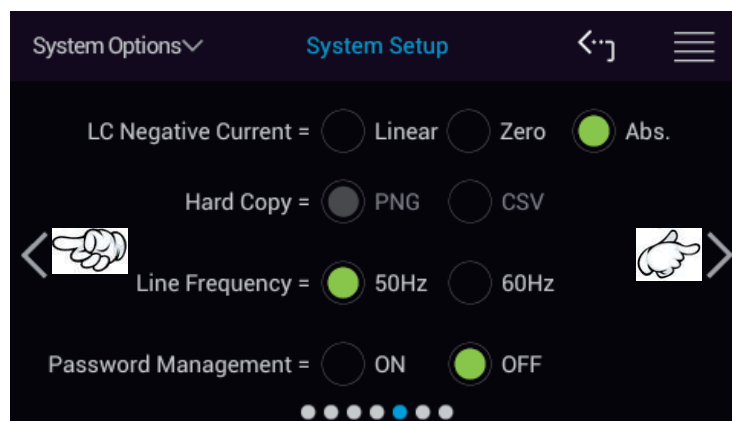 System Options System Setup
LC Negative Current = Linear Zero Abs.
Hard Copy = PNG CSV
Line Frequency = 50Hz 60Hz
Password Management = ON OFF